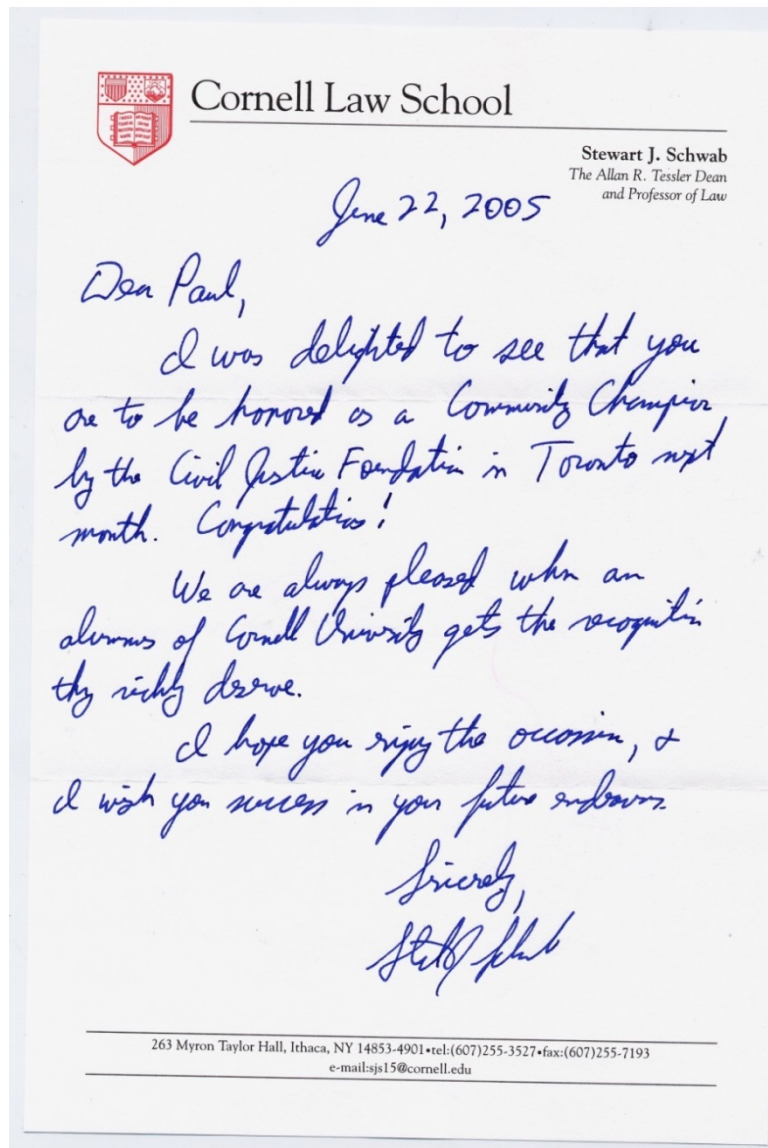 Cornell Law School
Stewart J. Schwab
The Allan R. Tessler Dean
and Professor of Law
June 22, 2005
Dear Paul,
I was delighted to see that you
are to be honored as a Community Champion
by the Civil Justice Foundation in Toronto next
month. Congratulations!
We are always pleased when an
alumnus of Cornell University gets the recognition
they richly deserve.
I hope you enjoy the occasion, &
I wish you success in your future endeavors.
Sincerely,
Stewart J. Schwab
263 Myron Taylor Hall, Ithaca, NY 14853-4901•tel:(607)255-3527•fax:(607)255-7193
e-mail:sjs15@cornell.edu